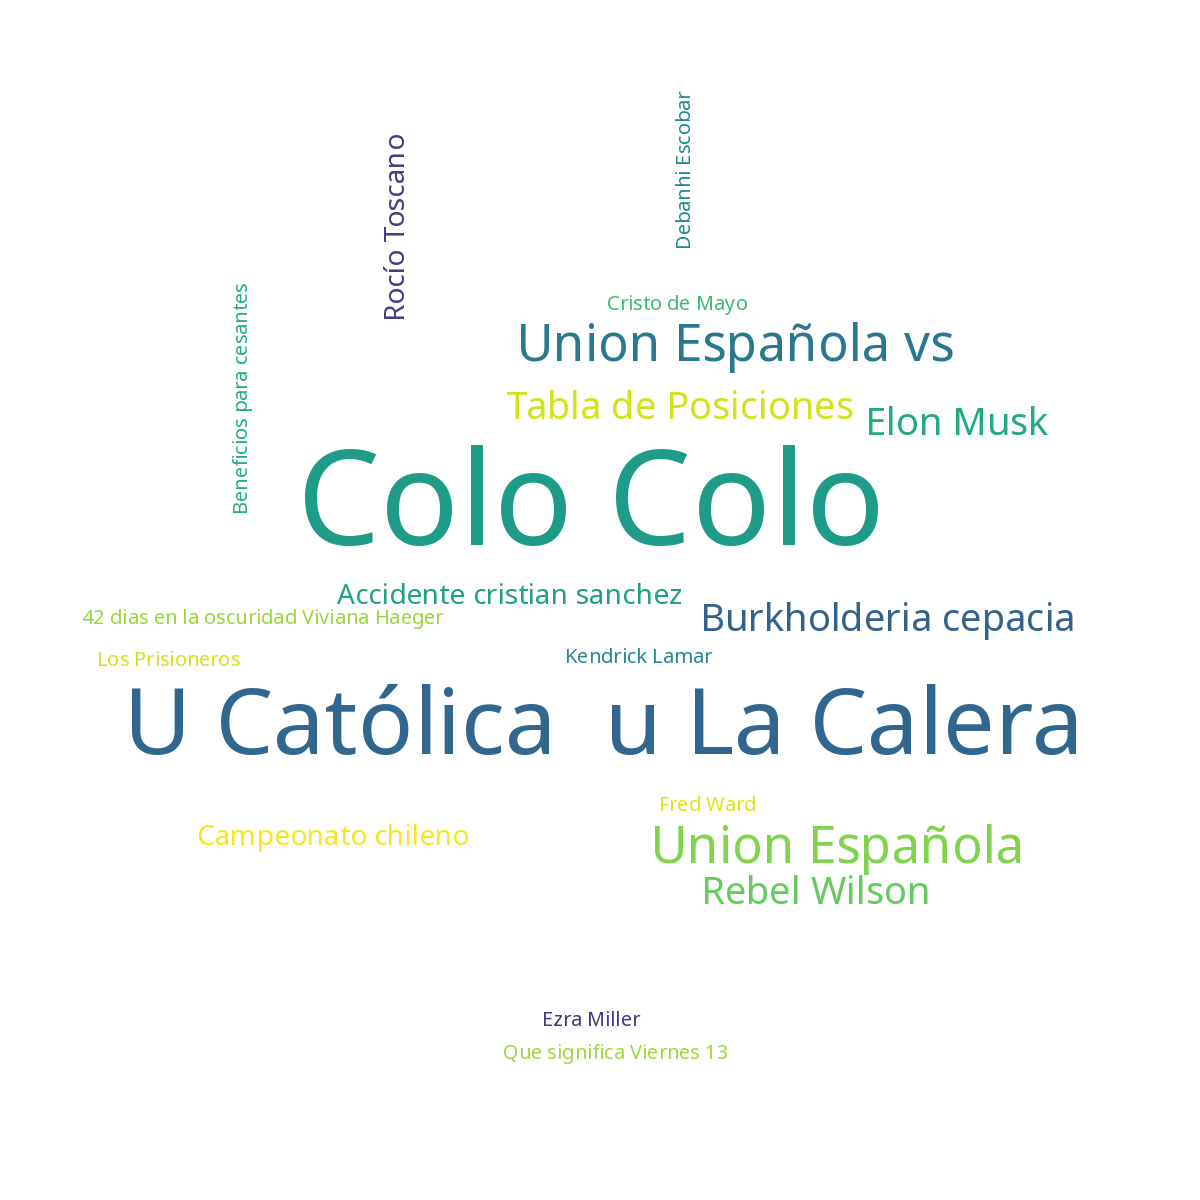 Debanhi Escobar
Rocío Toscano
Beneficios para cesantes
Cristo de Mayo
Union Española vs
Tabla de Posiciones
Elon Musk
Colo Colo
Accidente cristian sanchez
42 dias en la oscuridad Viviana Haeger
Burkholderia cepacia
Los Prisioneros
Kendrick Lamar
U Católica
u La Calera
Fred Ward
Campeonato chileno
Union Española
Rebel Wilson
Ezra Miller
Que significa Viernes 13